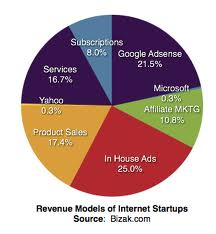 Subscriptions
8.0%
Google Adsense
21.5%
Services
16.7%
Microsoft
0.3%
Yahoo
0.3%
Affiliate MKTG
10.8%
Product Sales
17.4%
In House Ads
25.0%
Revenue Models of Internet Startups
Source:  Bizak.com